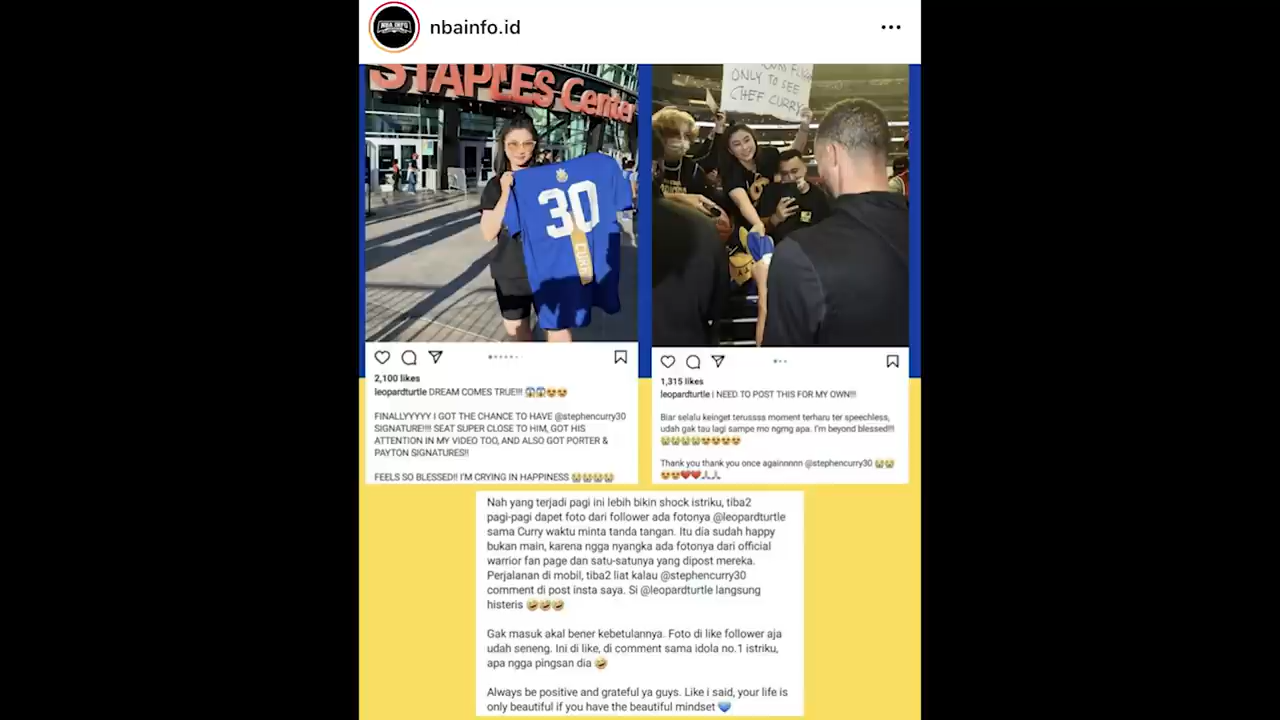 NBA INFO
nbainfo.id
STAPLES Center
30
ONLY TO SEE
CHEF CURRY
2,100 likes
leopardturtle DREAM COMES TRUE!!! 😱😱😍😍
FINALLYYYYY I GOT THE CHANCE TO HAVE @stephencurry30
SIGNATURE!!!! SEAT SUPER CLOSE TO HIM, GOT HIS
ATTENTION IN MY VIDEO TOO, AND ALSO GOT PORTER &
PAYTON SIGNATURES!!
FEELS SO BLESSED!! I'M CRYING IN HAPPINESS 😭😭😭😭
1,315 likes
leopardturtle I NEED TO POST THIS FOR MY OWN!!!
Biar selalu keinget terussss moment terharu ter speechless,
udah gak tau lagi sampe mo ngmg apa. I'm beyond blessed!!!
😭😭😭😭😍😍😍😍
Thank you thank you once againnnnn @stephencurry30 😭😭
😍😍❤️❤️🙏🏻🙏🏻
Nah yang terjadi pagi ini lebih bikin shock istriku, tiba2
pagi-pagi dapet foto dari follower ada fotonya @leopardturtle
sama Curry waktu minta tanda tangan. Itu dia sudah happy
bukan main, karena ngga nyangka ada fotonya dari official
warrior fan page dan satu-satunya yang dipost mereka.
Perjalanan di mobil, tiba2 liat kalau @stephencurry30
comment di post insta saya. Si @leopardturtle langsung
histeris 🤣🤣🤣
Gak masuk akal bener kebetulannya. Foto di like follower aja
udah seneng. Ini di like, di comment sama idola no.1 istriku,
apa ngga pingsan dia 🤣
Always be positive and grateful ya guys. Like i said, your life is
only beautiful if you have the beautiful mindset 💙